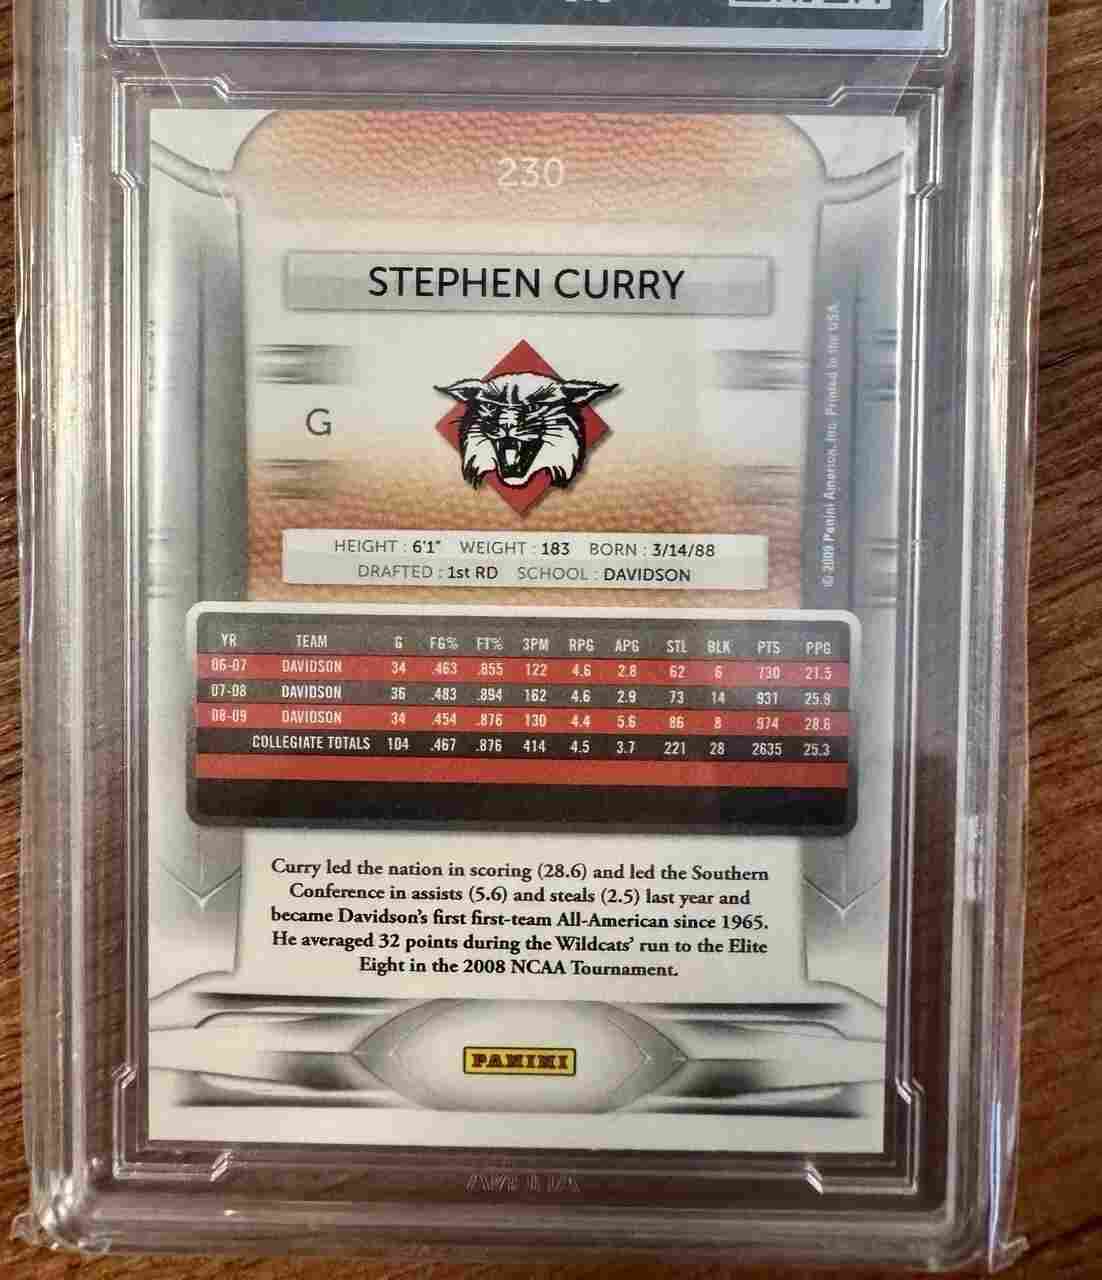 230
STEPHEN CURRY
G
HEIGHT : 6'1" WEIGHT : 183 BORN : 3/14/88
DRAFTED : 1st RD SCHOOL : DAVIDSON
© 2009 Panini America, Inc. Printed in the USA.
YR TEAM G FG% FT% 3PM RPG APG STL BLK PTS PPG
06-07 DAVIDSON 34 .463 .855 122 4.6 2.8 62 6 730 21.5
07-08 DAVIDSON 36 .483 .894 162 4.6 2.9 73 14 931 25.9
08-09 DAVIDSON 34 .454 .876 130 4.4 5.6 86 8 974 28.6
COLLEGIATE TOTALS 104 .467 .876 414 4.5 3.7 221 28 2635 25.3
Curry led the nation in scoring (28.6) and led the Southern
Conference in assists (5.6) and steals (2.5) last year and
became Davidson's first first-team All-American since 1965.
He averaged 32 points during the Wildcats' run to the Elite
Eight in the 2008 NCAA Tournament.
PANINI